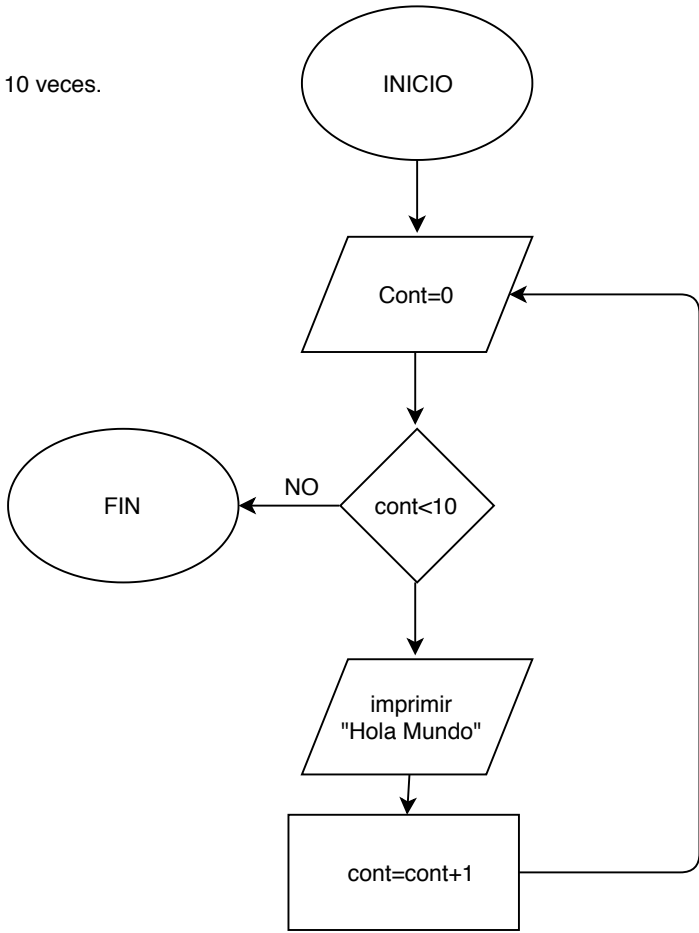 10 veces.
INICIO
Cont=0
cont<10
NO
FIN
imprimir
"Hola Mundo"
cont=cont+1